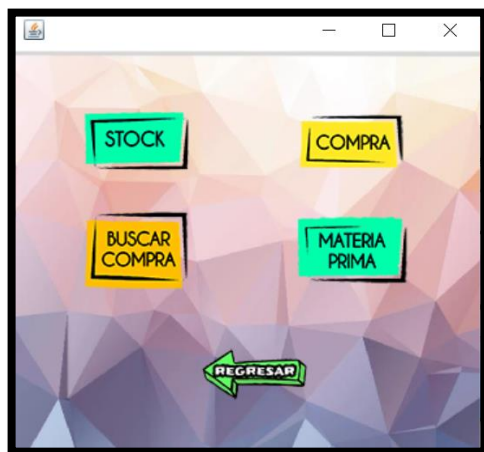 STOCK
COMPRA
BUSCAR
COMPRA
MATERIA
PRIMA
REGRESAR